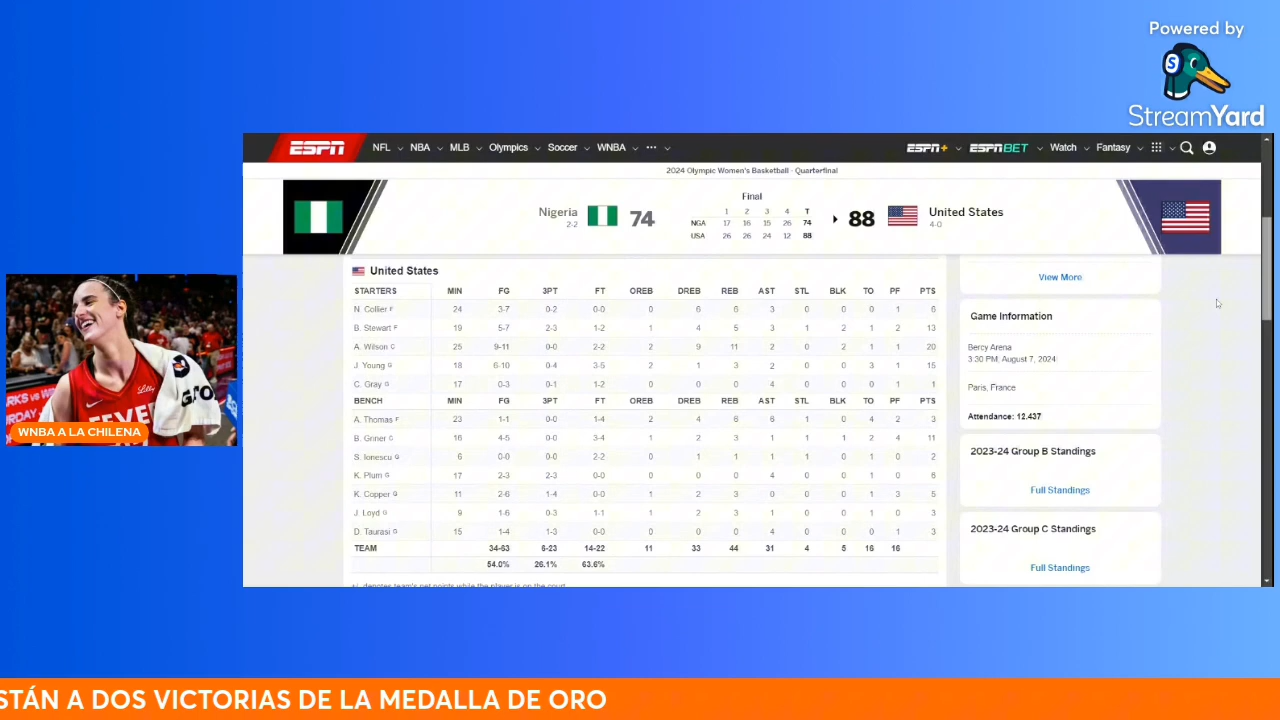 Powered by
StreamYard
ESPN NFL NBA MLB Olympics Soccer WNBA ESPN+ ESPN BET Watch Fantasy
2024 Olympic Women's Basketball - Quarterfinal
Final
Nigeria 2-2 74
1 2 3 4 T
NGA 17 16 15 26 74
USA 26 26 24 12 88
88 United States 4-0
United States
STARTERS MIN FG 3PT FT OREB DREB REB AST STL BLK TO PF PTS
N. Collier F 24 3-7 0-2 0-0 0 6 6 3 0 0 0 1 6
B. Stewart F 19 5-7 2-3 1-2 1 4 5 3 1 2 1 2 13
A. Wilson C 25 9-11 0-0 2-2 2 9 11 2 0 2 1 1 20
J. Young G 18 6-10 0-4 3-5 2 1 3 2 0 0 3 1 15
C. Gray G 17 0-3 0-1 1-2 0 0 0 4 0 0 1 1 1
BENCH MIN FG 3PT FT OREB DREB REB AST STL BLK TO PF PTS
A. Thomas F 23 1-1 0-0 1-4 2 4 6 6 1 0 4 2 3
B. Griner C 16 4-5 0-0 3-4 1 2 3 1 1 1 2 4 11
S. Ionescu G 6 0-0 0-0 2-2 0 1 1 1 1 0 1 0 2
K. Plum G 17 2-3 2-3 0-0 0 0 0 4 0 0 1 0 6
K. Copper G 11 2-6 1-4 0-0 1 2 3 0 0 0 1 3 5
J. Loyd G 9 1-6 0-3 1-1 1 2 3 1 0 0 1 0 3
D. Taurasi G 15 1-4 1-3 0-0 0 0 0 4 0 0 0 1 3
TEAM 34-63 6-23 14-22 11 33 44 31 4 5 16 16
54.0% 26.1% 63.6%
+/- denotes team's net points while the player is on the court
View More
Game Information
Bercy Arena
3:30 PM, August 7, 2024
Paris, France
Attendance: 12,437
2023-24 Group B Standings
Full Standings
2023-24 Group C Standings
Full Standings
FEVER
Lilly
GATO
WNBA A LA CHILENA
STÁN A DOS VICTORIAS DE LA MEDALLA DE ORO